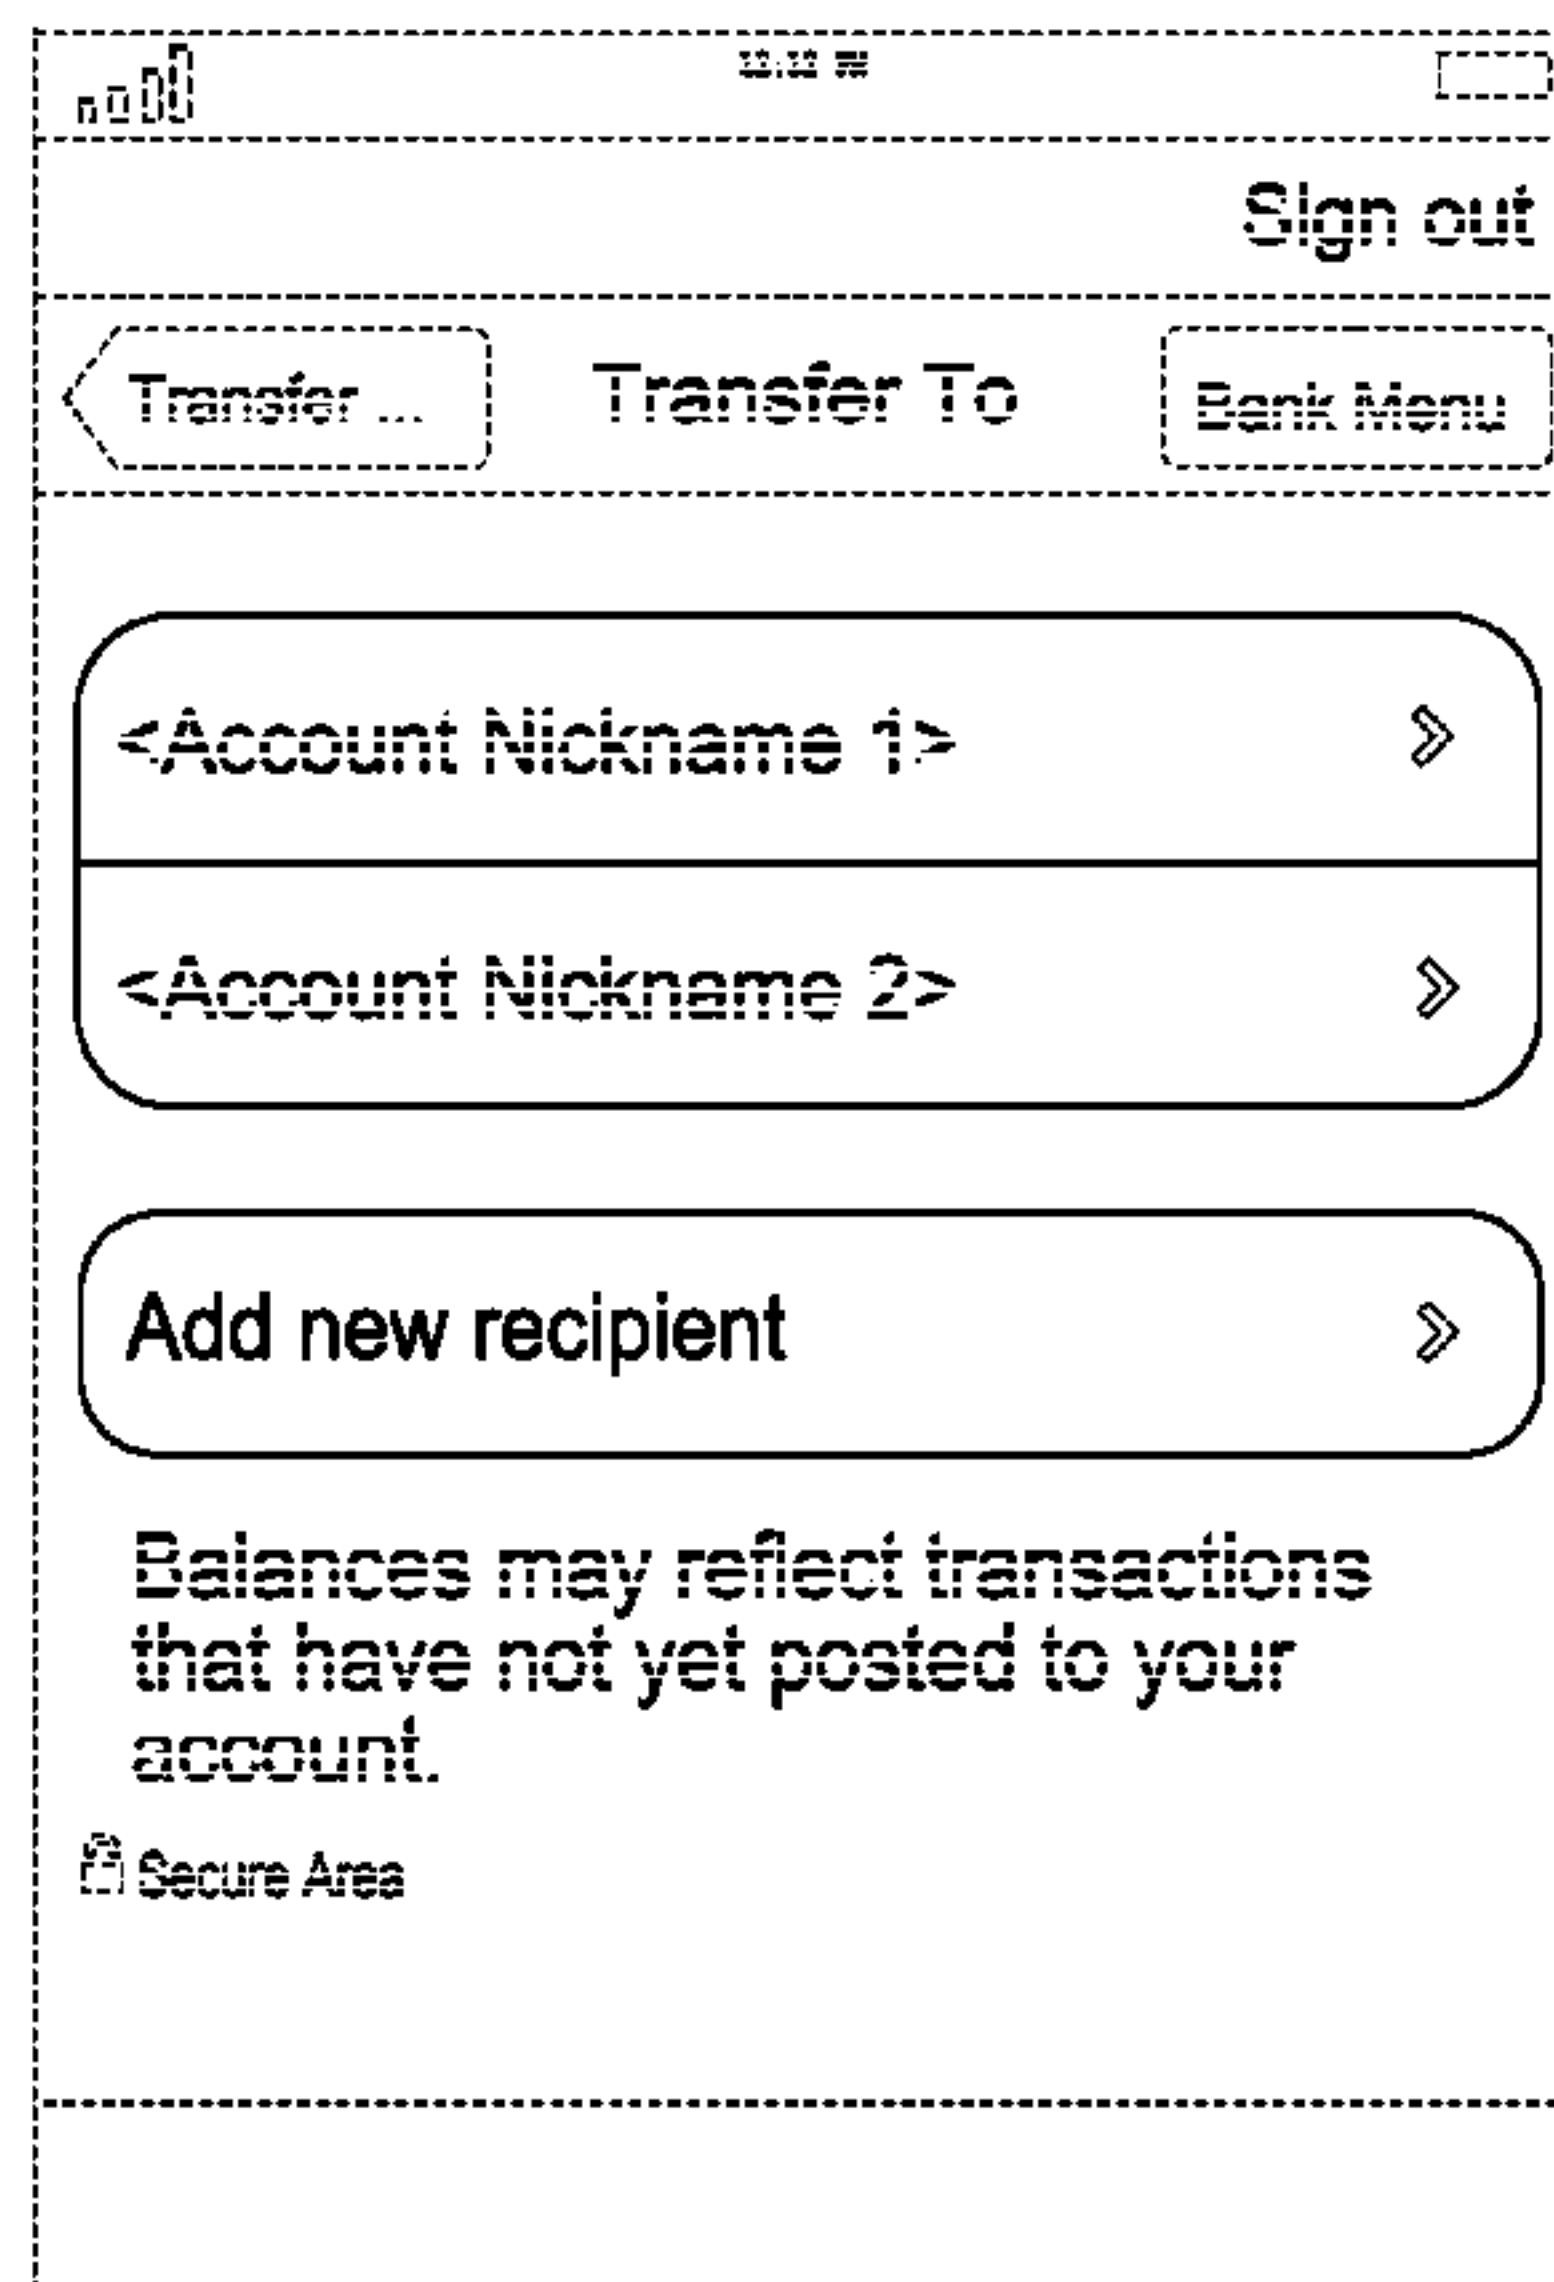 Sign out
Transfer ...
Transfer To
Bank Menu
<Account Nickname 1>
<Account Nickname 2>
Add new recipient
Balances may reflect transactions
that have not yet posted to your
account.
Secure Area